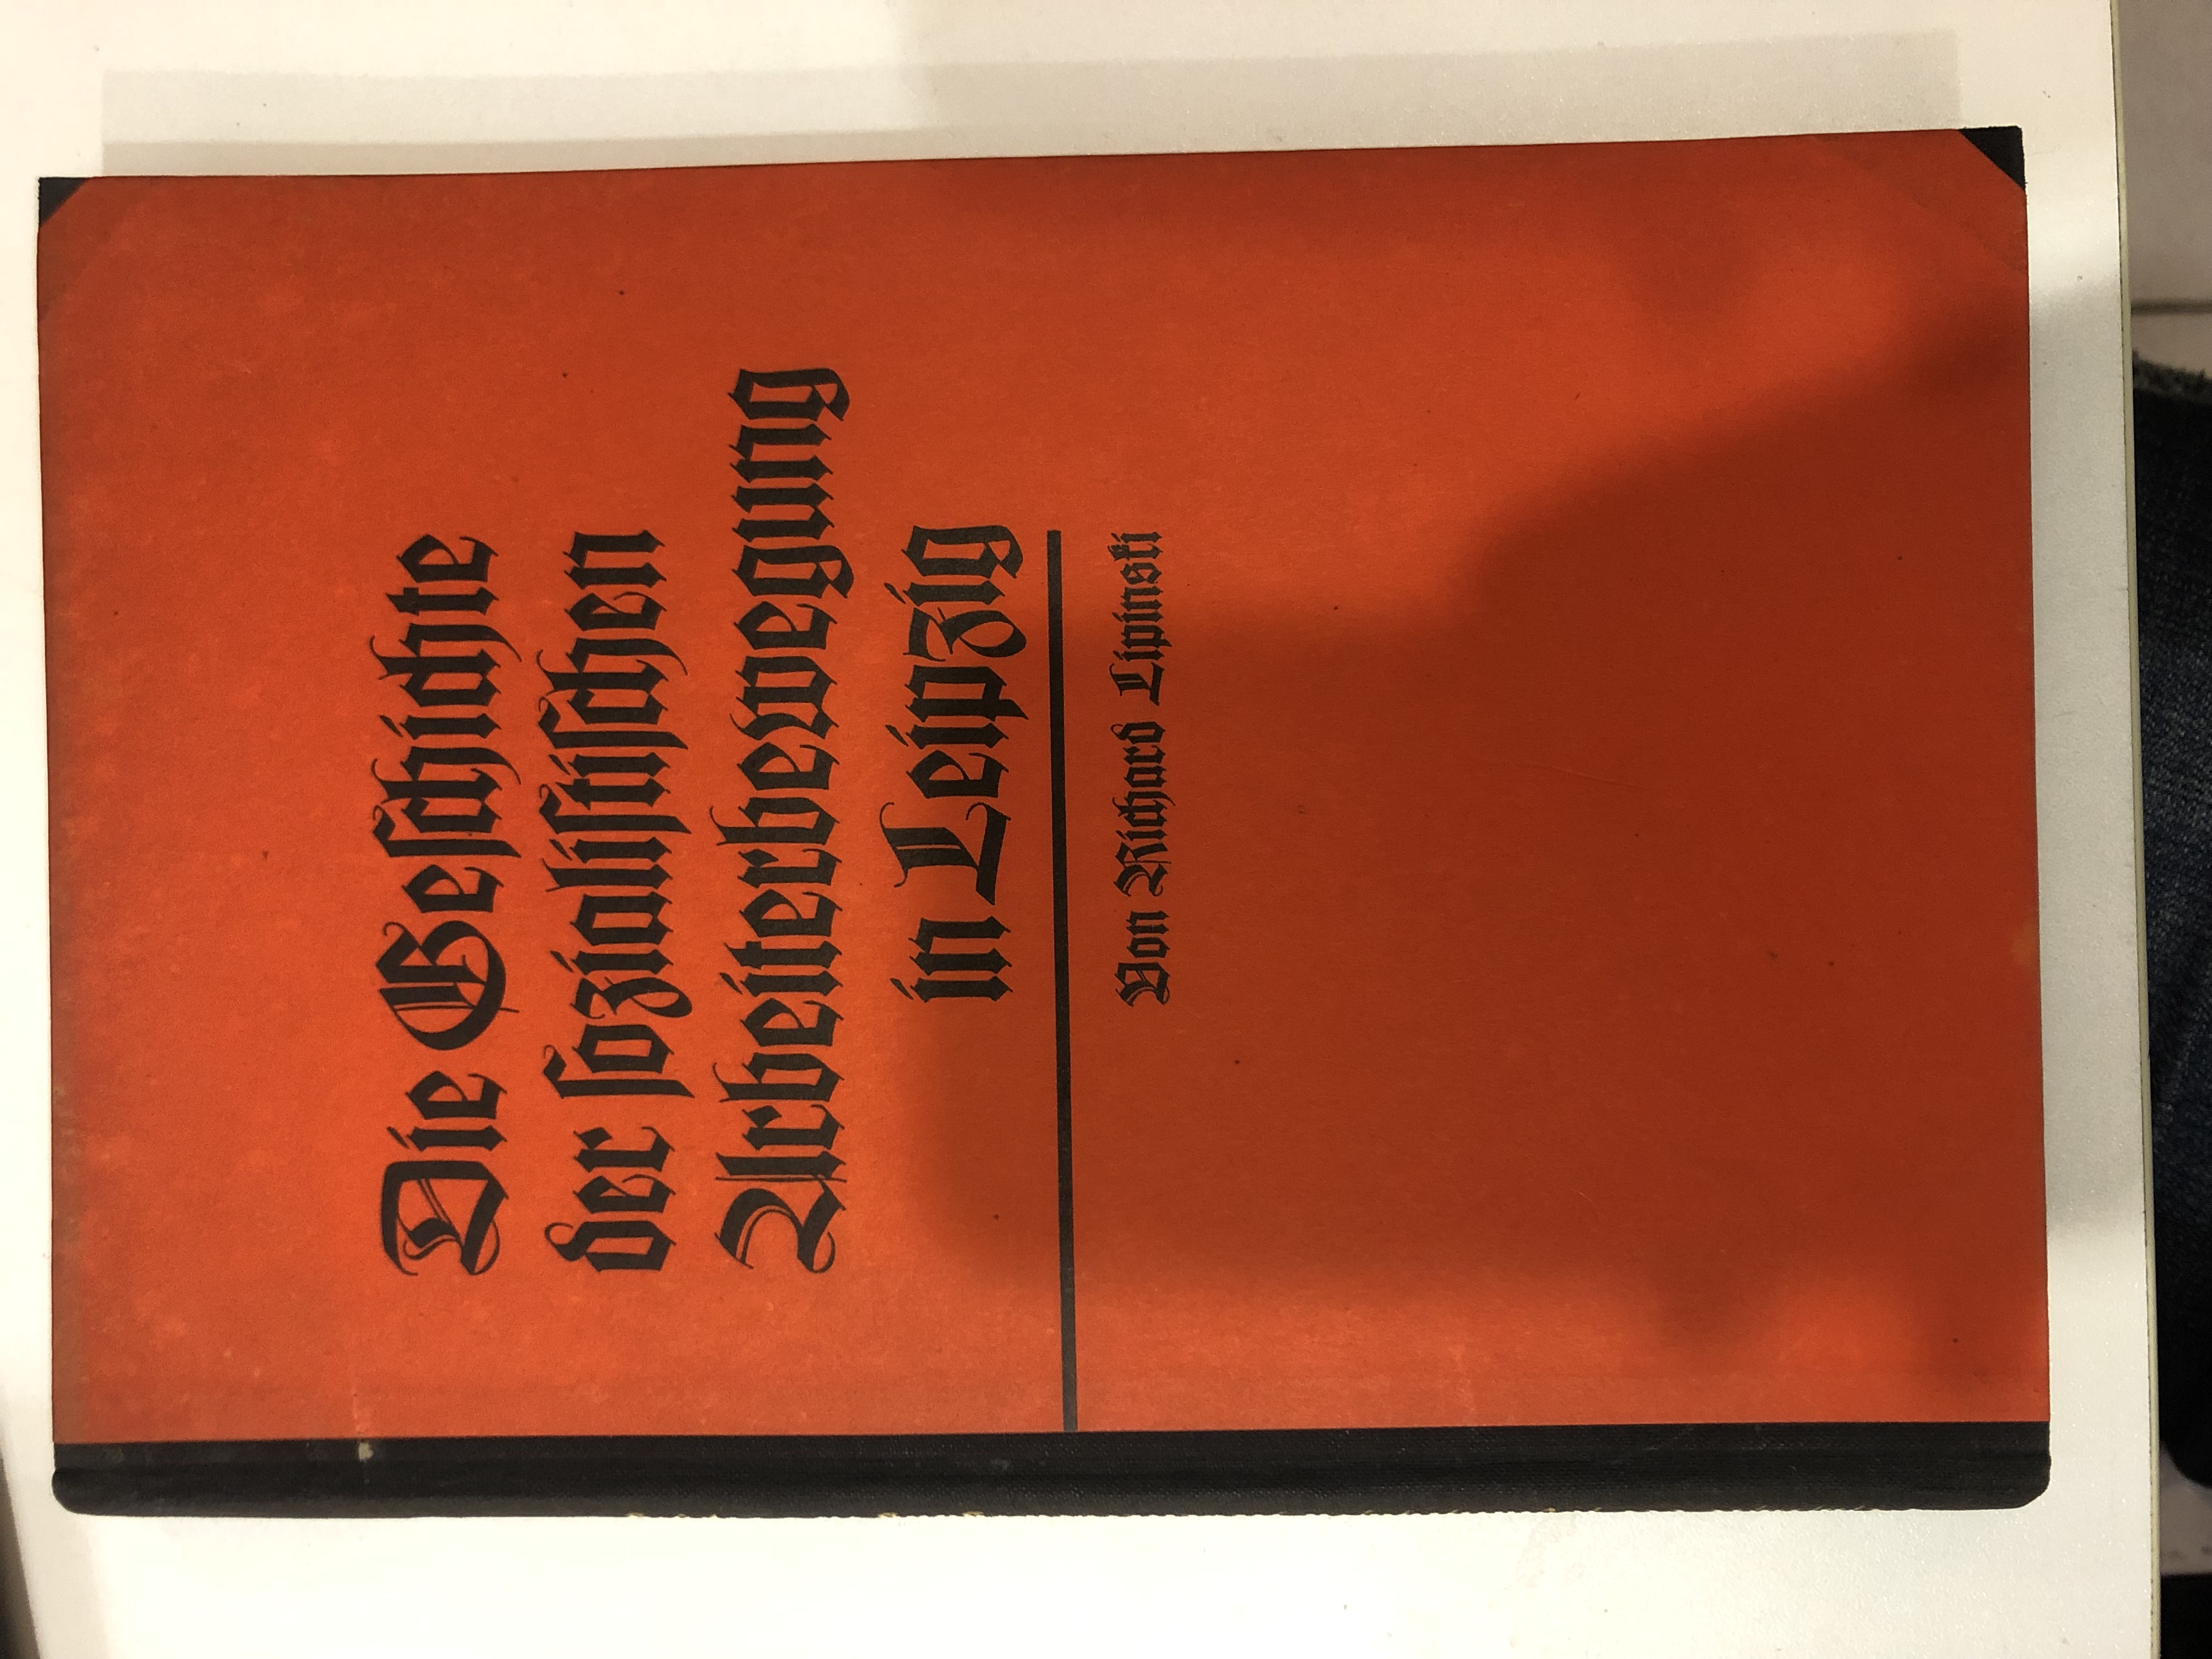 Die Geſchichte
der ſozialiſtiſchen
Arbeiterbewegung
in Leipzig
Von Richard Lipinski